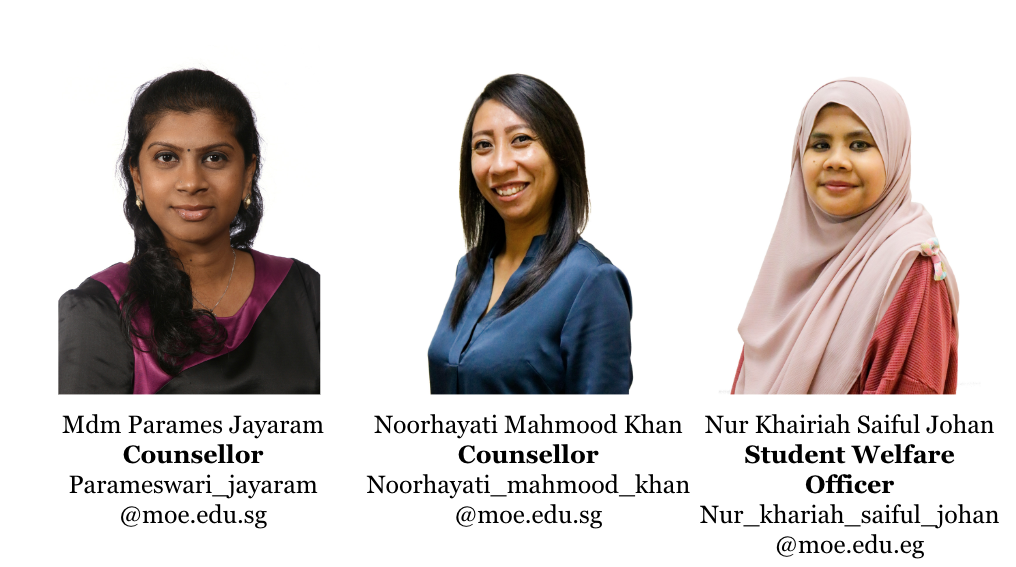 Mdm Parames Jayaram
Counsellor
Parameswari_jayaram
@moe.edu.sg
Noorhayati Mahmood Khan
Counsellor
Noorhayati_mahmood_khan
@moe.edu.sg
Nur Khairiah Saiful Johan
Student Welfare
Officer
Nur_khariah_saiful_johan
@moe.edu.eg